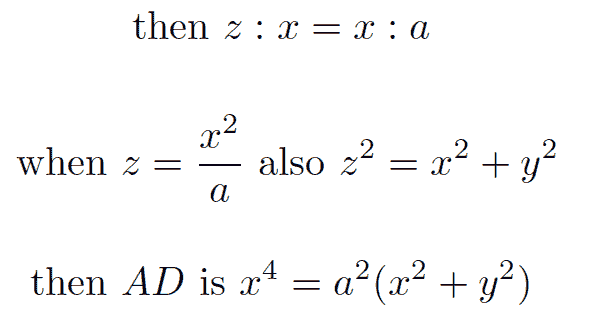 then z : x = x : a
when z = x²/a also z² = x² + y²
then AD is x⁴ = a²(x² + y²)